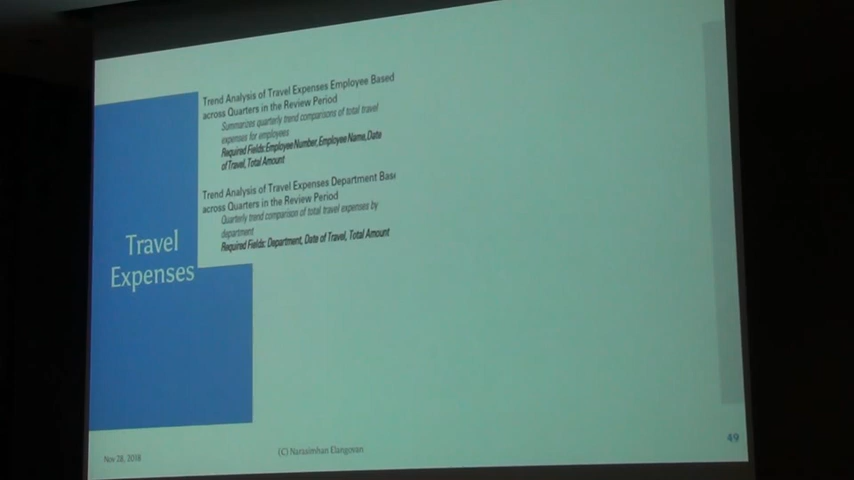 Trend Analysis of Travel Expenses Employee Based
across Quarters in the Review Period
Summarizes quarterly trend comparisons of total travel
expenses for employees
Required Fields:Employee Number,Employee Name,Date
of Travel, Total Amount
Trend Analysis of Travel Expenses Department Base
across Quarters in the Review Period
Quarterly trend comparison of total travel expenses by
department
Required Fields: Department, Date of Travel, Total Amount
Travel
Expenses
Nov 28, 2018
(C) Narasimhan Elangovan
49